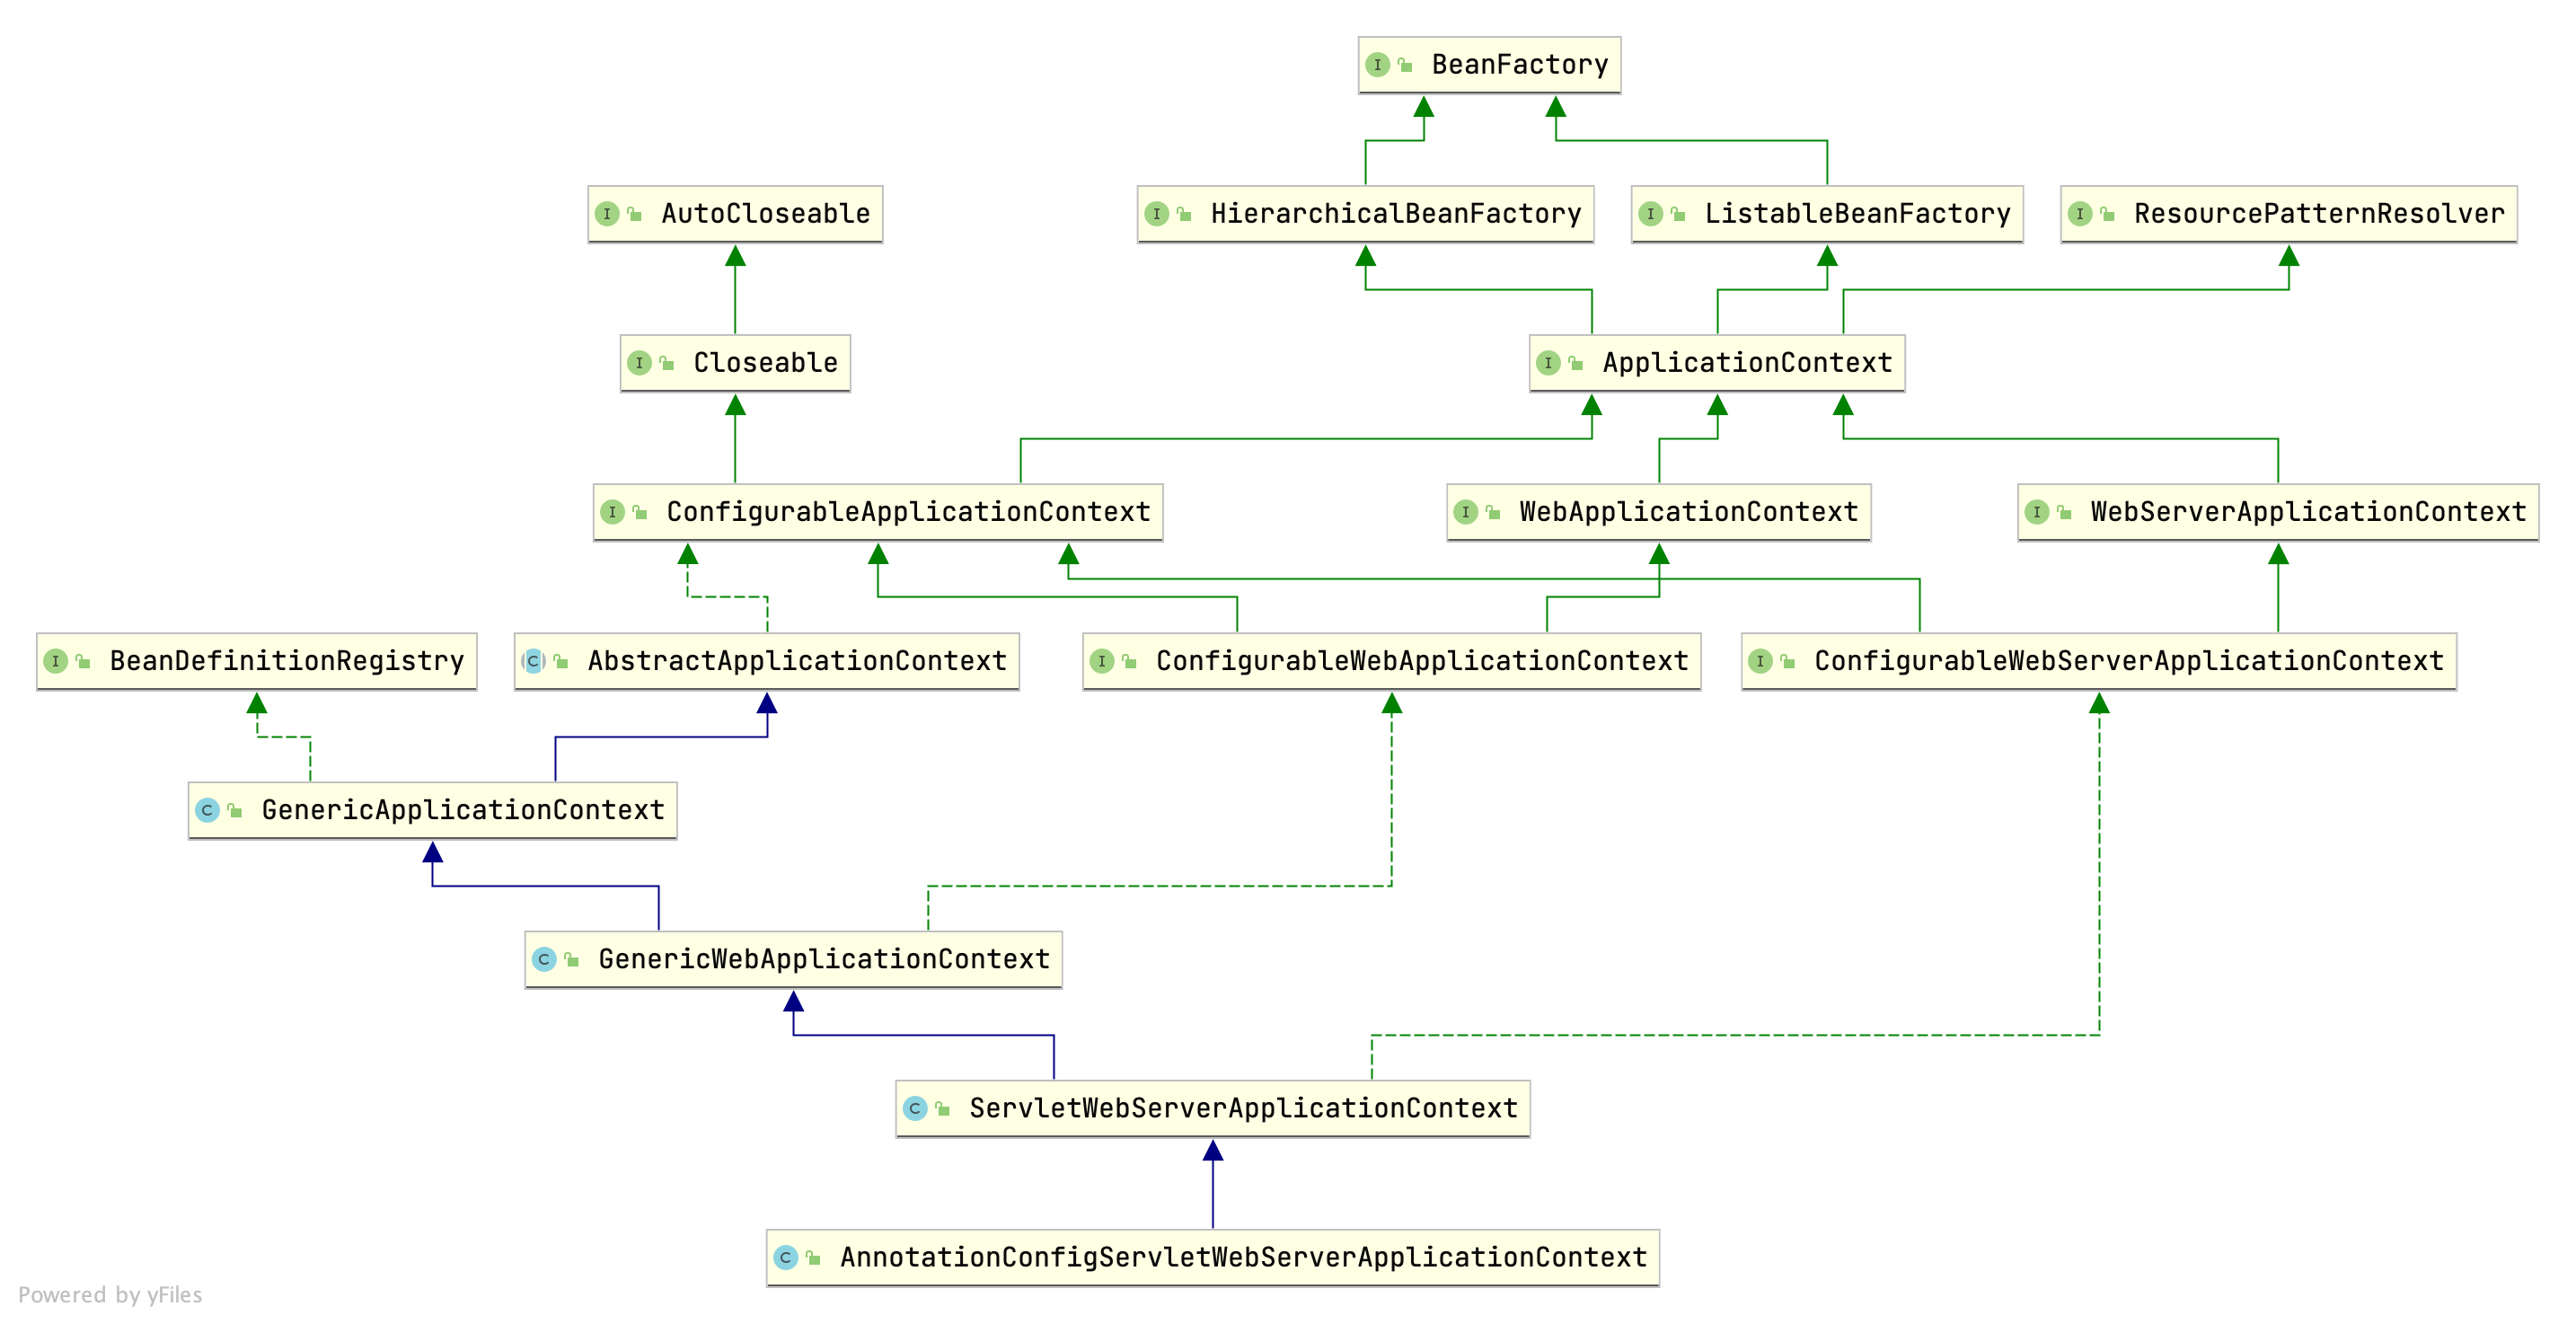 BeanFactory
AutoCloseable
HierarchicalBeanFactory
ListableBeanFactory
ResourcePatternResolver
Closeable
ApplicationContext
ConfigurableApplicationContext
WebApplicationContext
WebServerApplicationContext
BeanDefinitionRegistry
AbstractApplicationContext
ConfigurableWebApplicationContext
ConfigurableWebServerApplicationContext
GenericApplicationContext
GenericWebApplicationContext
ServletWebServerApplicationContext
AnnotationConfigServletWebServerApplicationContext
Powered by yFiles